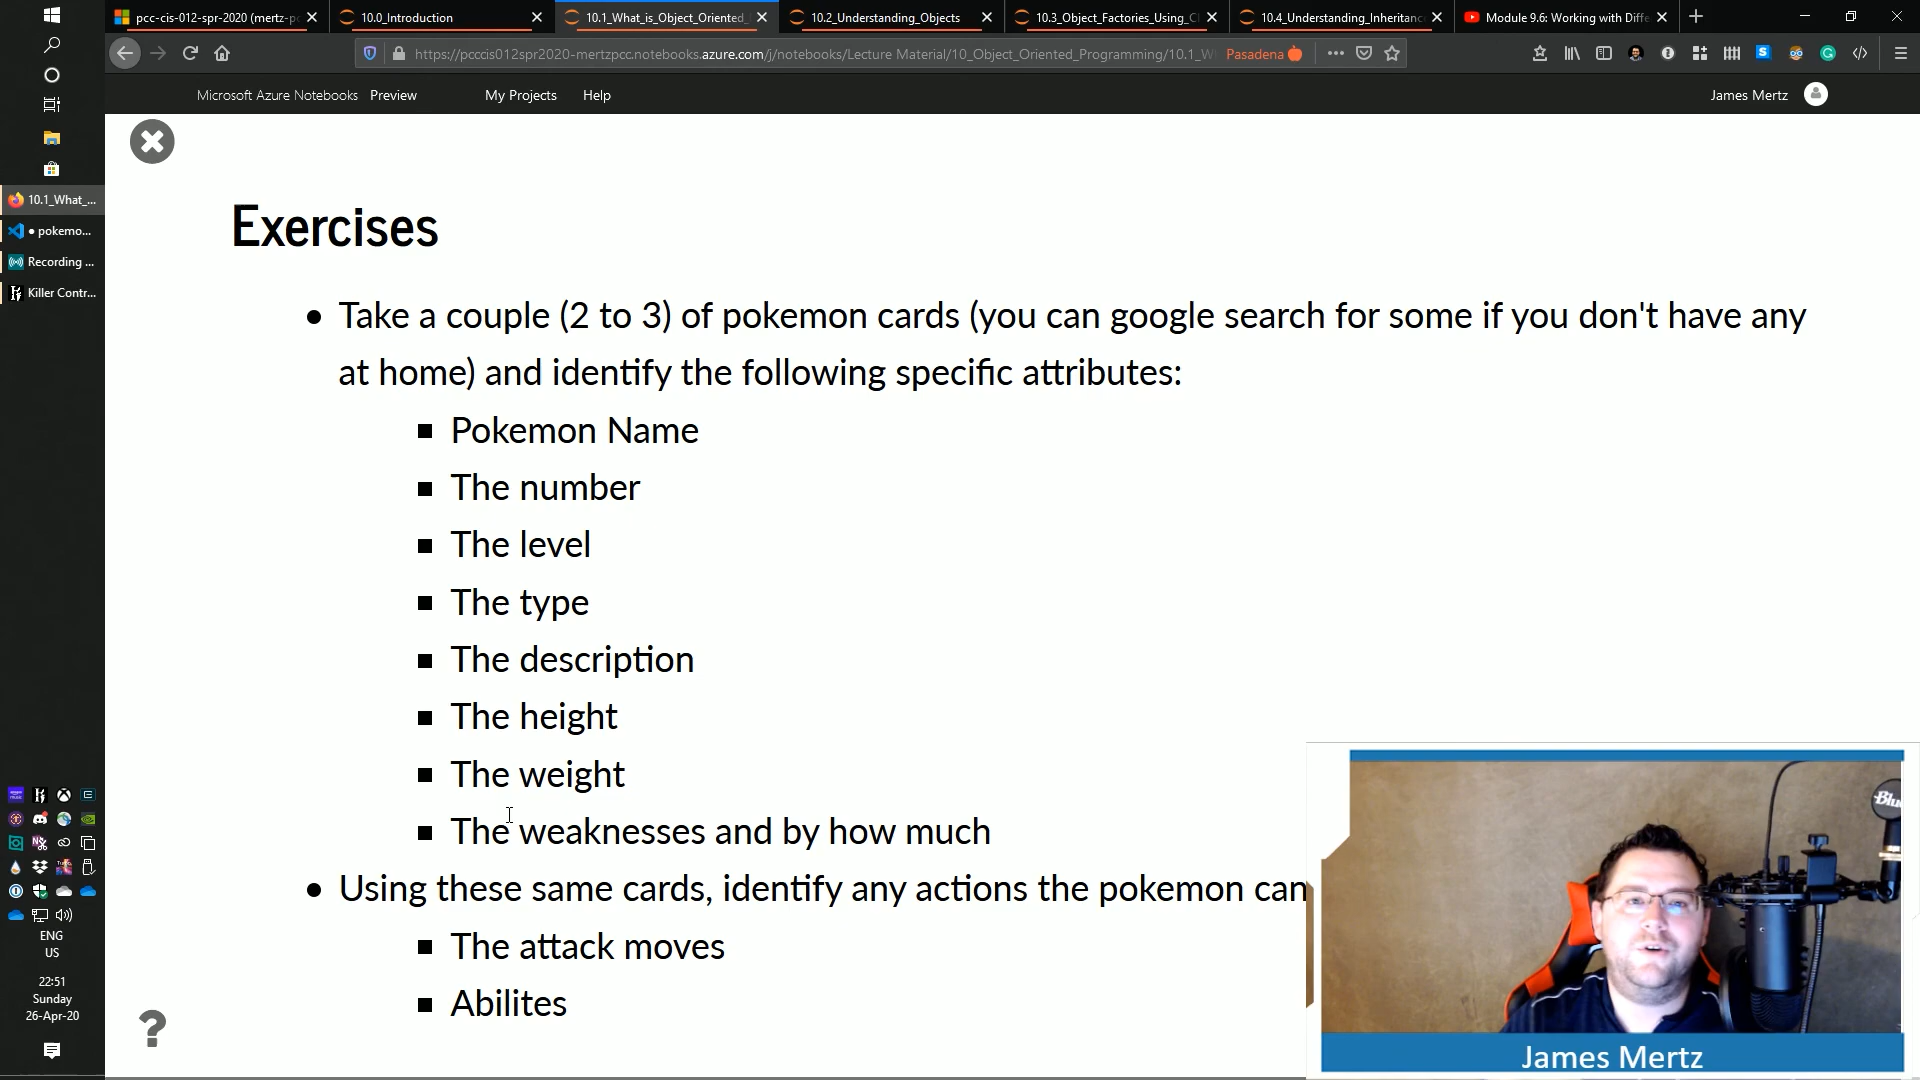 pcc-cis-012-spr-2020 (mertz-p
10.0_Introduction
10.1_What_is_Object_Oriented_
10.2_Understanding_Objects
10.3_Object_Factories_Using_Cl
10.4_Understanding_Inheritanc
Module 9.6: Working with Diffe
https://pcccis012spr2020-mertzpcc.notebooks.azure.com/j/notebooks/Lecture Material/10_Object_Oriented_Programming/10.1_W
Pasadena
Microsoft Azure Notebooks Preview My Projects Help
James Mertz
10.1_What_...
• pokemo...
Recording ...
Killer Contr...
Exercises
• Take a couple (2 to 3) of pokemon cards (you can google search for some if you don't have any
at home) and identify the following specific attributes:
■ Pokemon Name
■ The number
■ The level
■ The type
■ The description
■ The height
■ The weight
■ The weaknesses and by how much
• Using these same cards, identify any actions the pokemon can
■ The attack moves
■ Abilites
ENG
US
22:51
Sunday
26-Apr-20
?
Blu
James Mertz